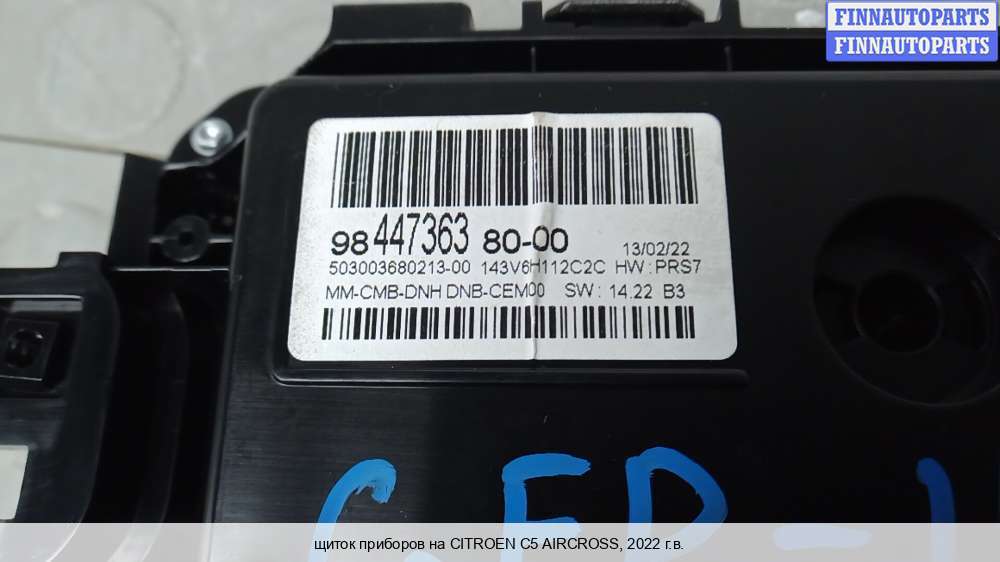 FINNAUTOPARTS
FINNAUTOPARTS
98 447363 80-00 13/02/22
503003680213-00 143V6H112C2C HW : PRS7
MM-CMB-DNH DNB-CEM00 SW : 14.22 B3
щиток приборов на CITROEN C5 AIRCROSS, 2022 г.в.